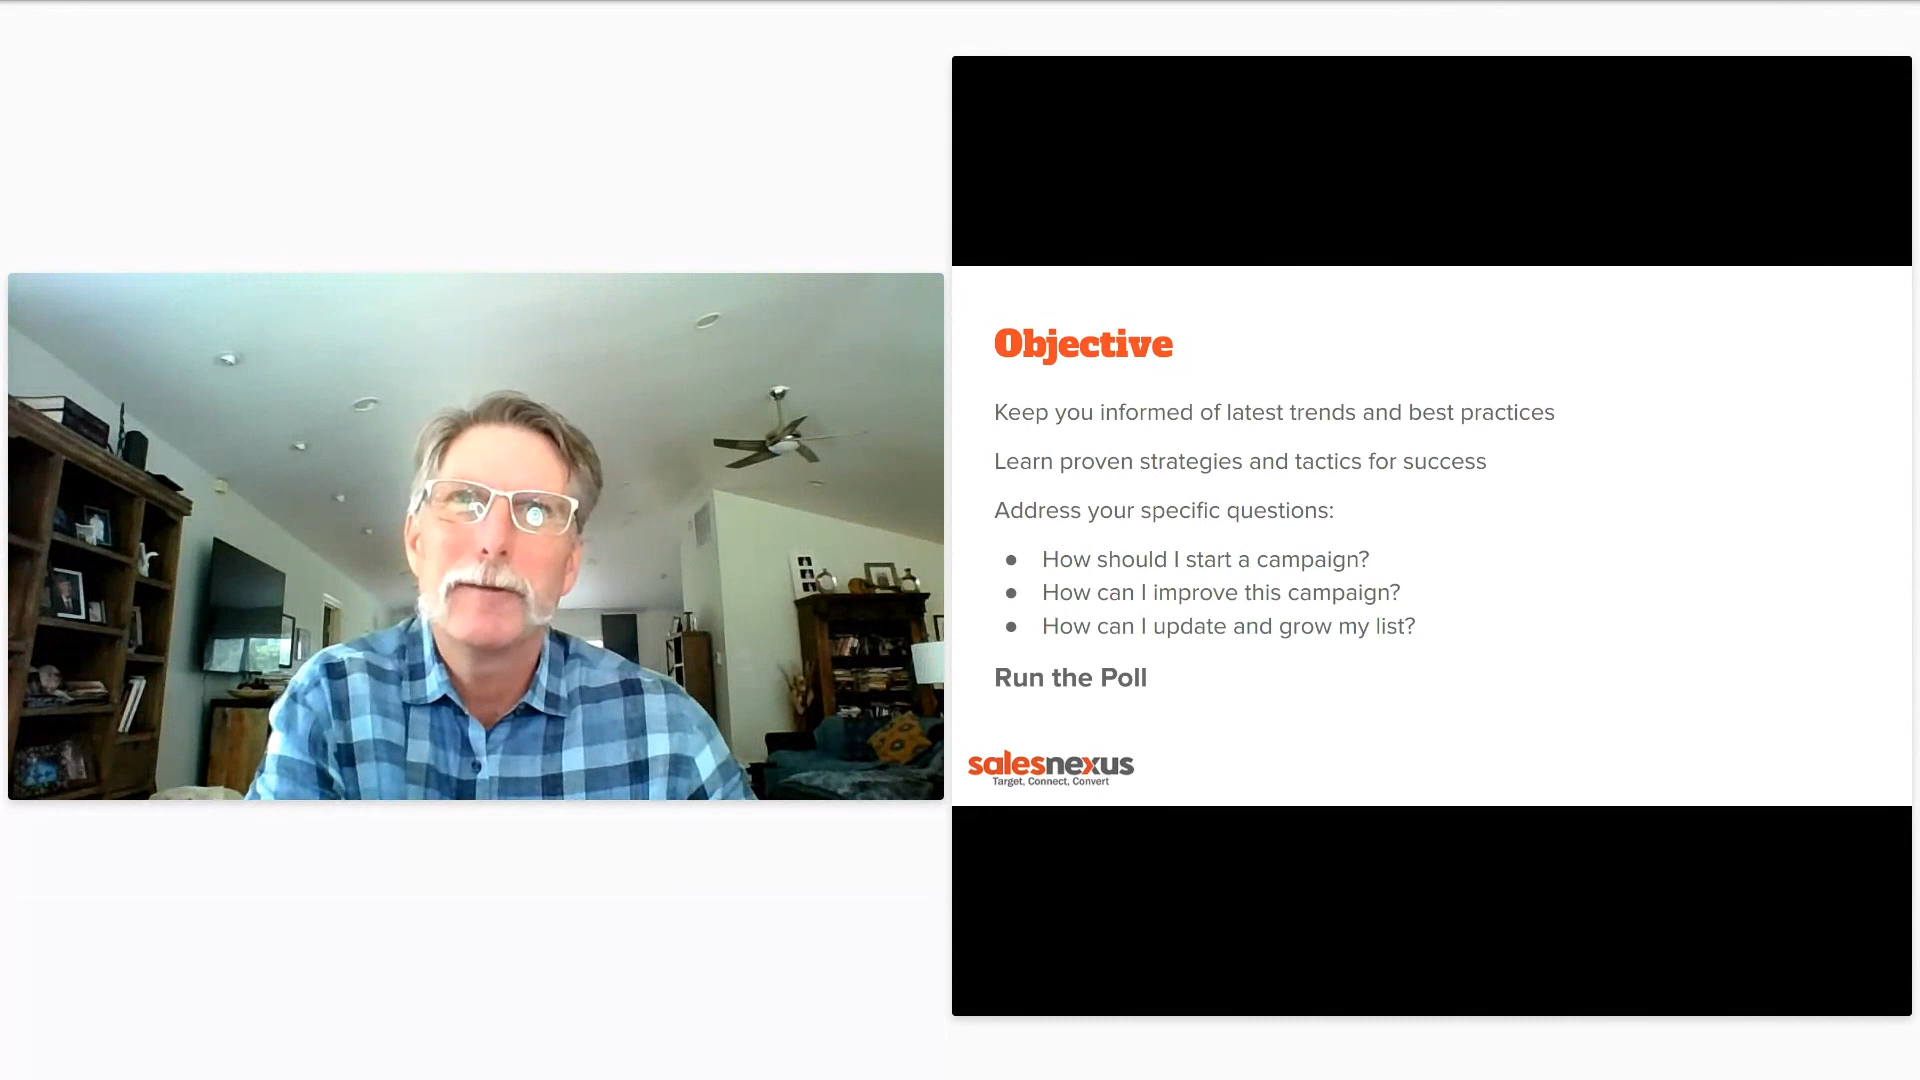 Objective
Keep you informed of latest trends and best practices
Learn proven strategies and tactics for success
Address your specific questions:
● How should I start a campaign?
● How can I improve this campaign?
● How can I update and grow my list?
Run the Poll
salesnexus
Target, Connect, Convert